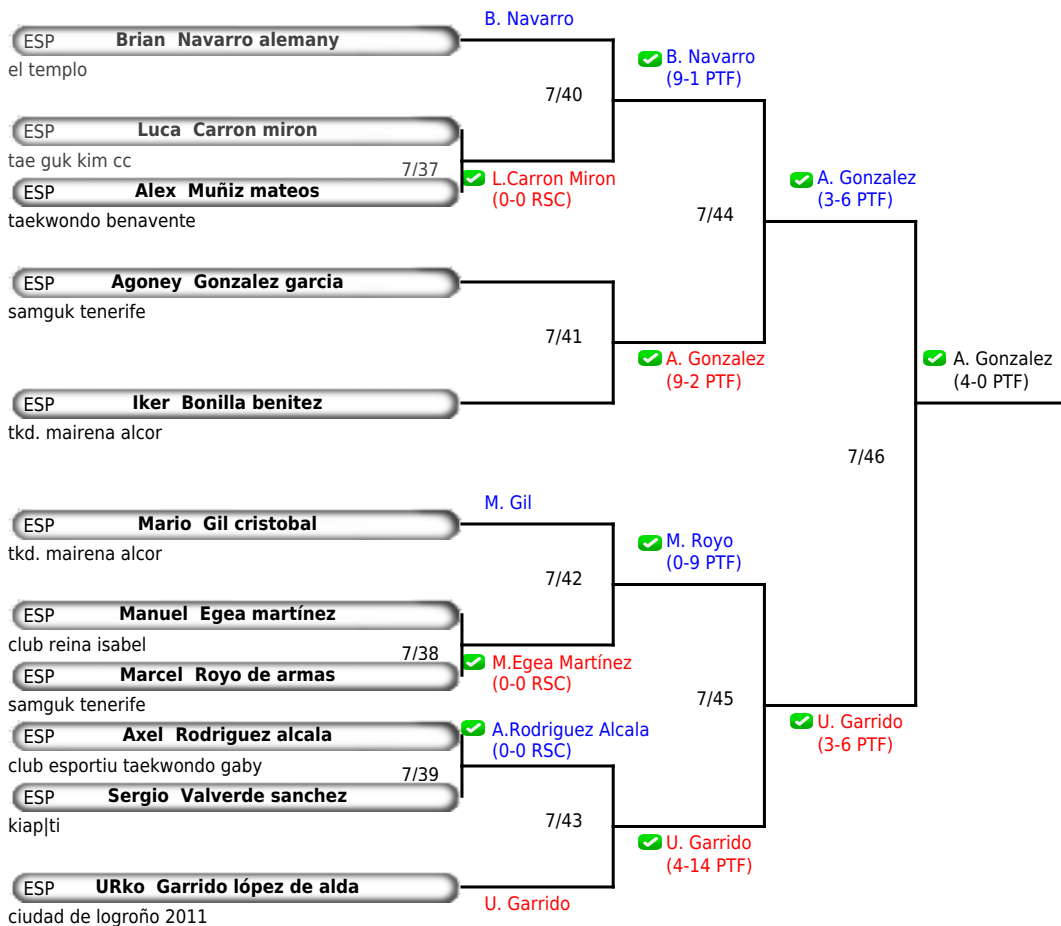 B. Navarro
ESP Brian Navarro alemany
el templo
B. Navarro
(9-1 PTF)
7/40
ESP Luca Carron miron
tae guk kim cc
7/37
L.Carron Miron
(0-0 RSC)
ESP Alex Muñiz mateos
taekwondo benavente
A. Gonzalez
(3-6 PTF)
7/44
ESP Agoney Gonzalez garcia
samguk tenerife
7/41
A. Gonzalez
(9-2 PTF)
A. Gonzalez
(4-0 PTF)
ESP Iker Bonilla benitez
tkd. mairena alcor
7/46
M. Gil
ESP Mario Gil cristobal
tkd. mairena alcor
M. Royo
(0-9 PTF)
7/42
ESP Manuel Egea martínez
club reina isabel
7/38
M.Egea Martínez
(0-0 RSC)
ESP Marcel Royo de armas
samguk tenerife
7/45
U. Garrido
(3-6 PTF)
ESP Axel Rodriguez alcala
A.Rodriguez Alcala
(0-0 RSC)
club esportiu taekwondo gaby
7/39
ESP Sergio Valverde sanchez
kiap|ti
7/43
U. Garrido
(4-14 PTF)
ESP URko Garrido lópez de alda
U. Garrido
ciudad de logroño 2011